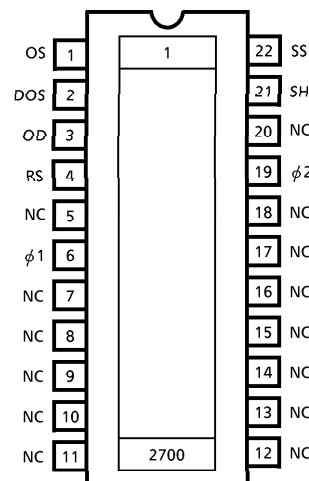 OS 1 1 22 SS
DOS 2 21 SH
OD 3 20 NC
RS 4 19 ϕ2
NC 5 18 NC
ϕ1 6 17 NC
NC 7 16 NC
NC 8 15 NC
NC 9 14 NC
NC 10 13 NC
NC 11 2700 12 NC